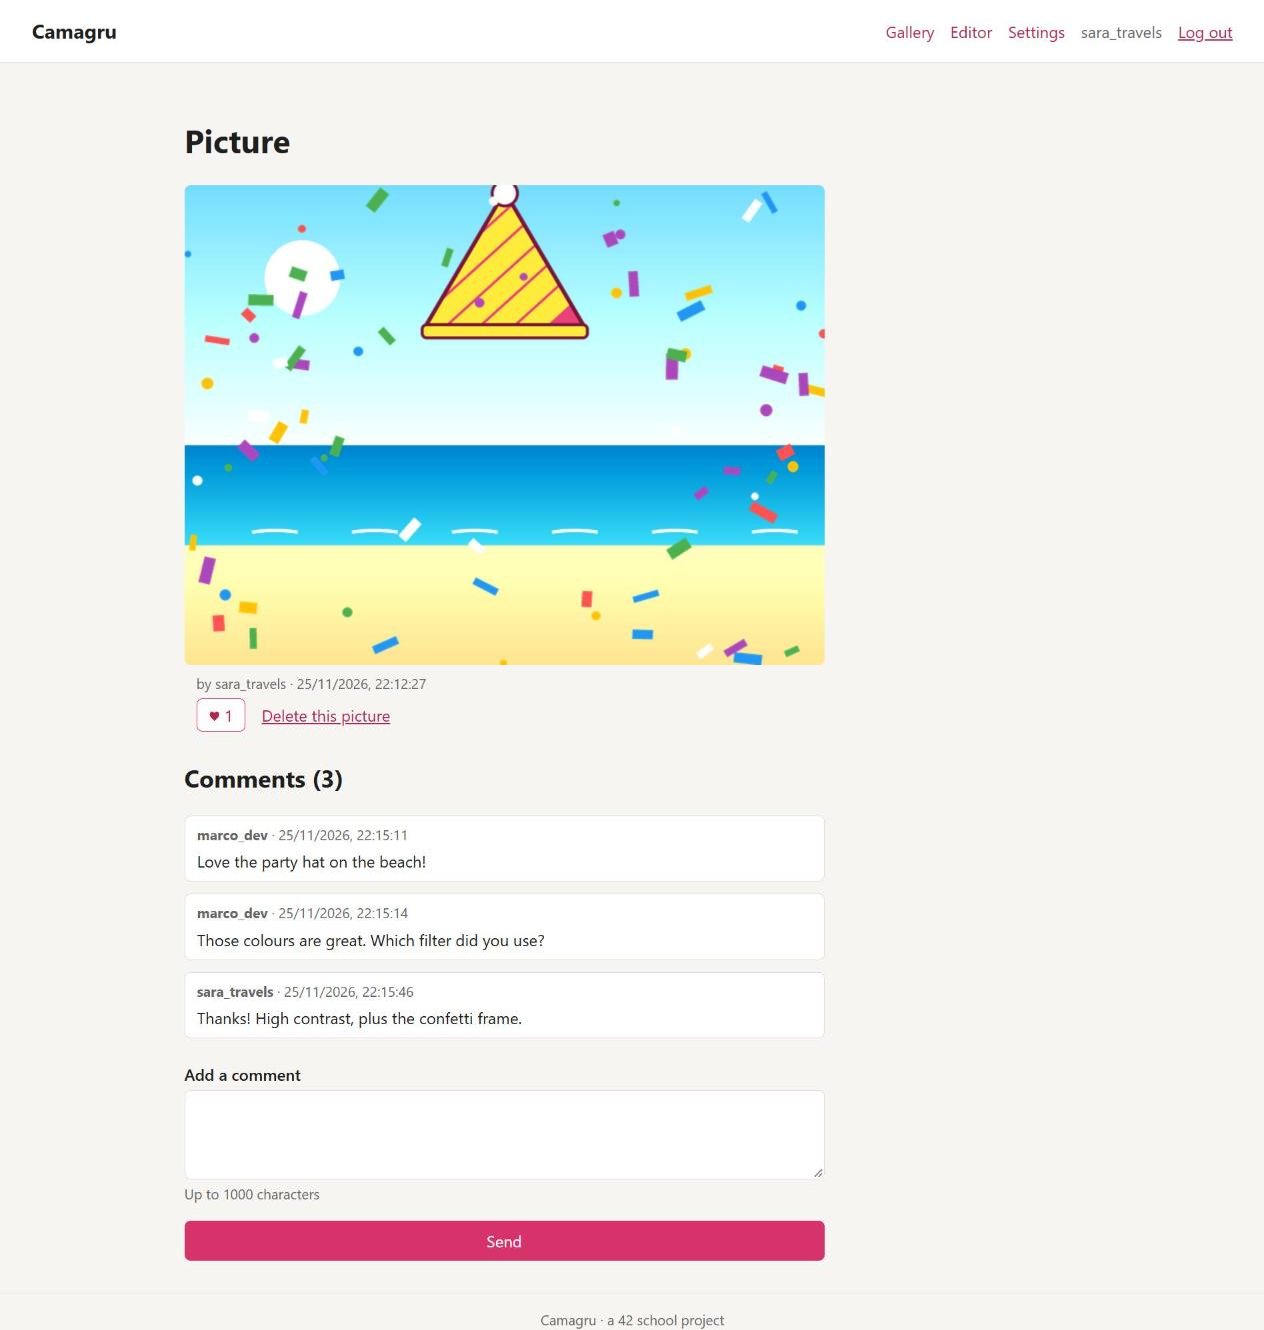 Camagru
Gallery Editor Settings sara_travels Log out
Picture
by sara_travels · 25/11/2026, 22:12:27
♥ 1 Delete this picture
Comments (3)
marco_dev · 25/11/2026, 22:15:11
Love the party hat on the beach!
marco_dev · 25/11/2026, 22:15:14
Those colours are great. Which filter did you use?
sara_travels · 25/11/2026, 22:15:46
Thanks! High contrast, plus the confetti frame.
Add a comment
Up to 1000 characters
Send
Camagru · a 42 school project